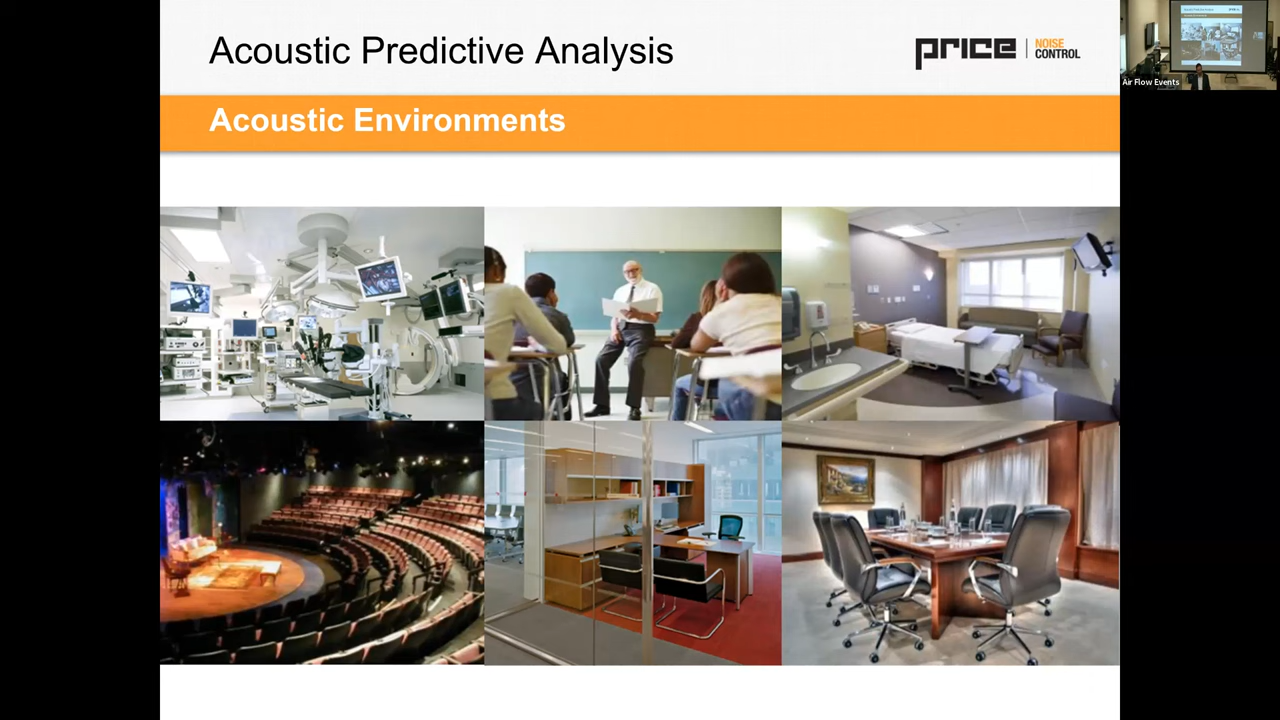 Acoustic Predictive Analysis
price | NOISE CONTROL
Acoustic Environments
Air Flow Events